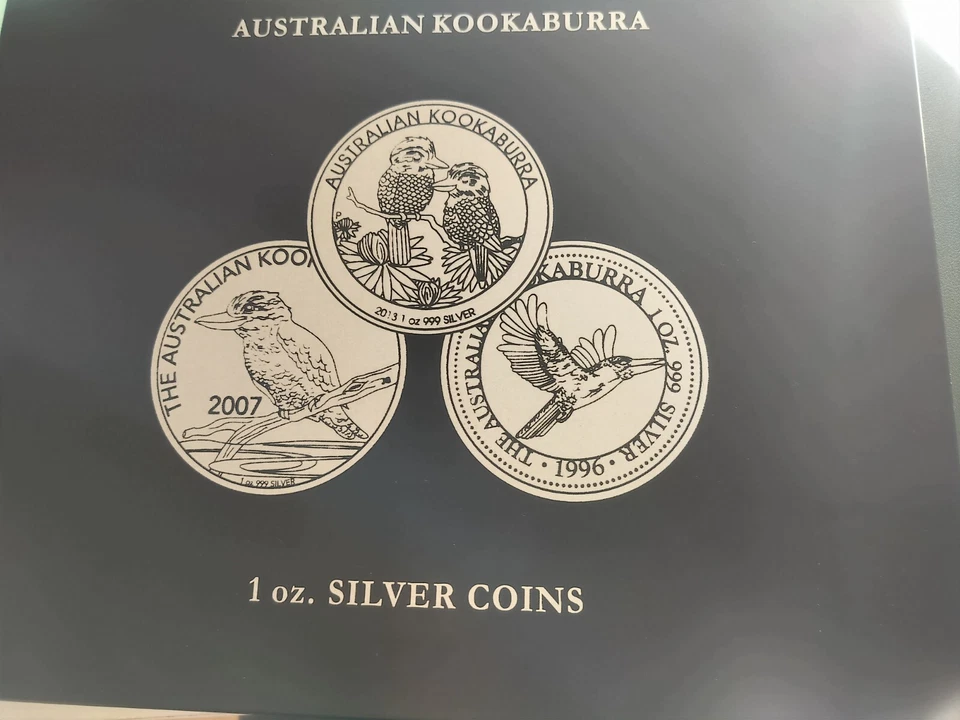 AUSTRALIAN KOOKABURRA
AUSTRALIAN KOOKABURRA
P
2013 1 oz 999 SILVER
THE AUSTRALIAN KOO
2007
1 oz 999 SILVER
THE AUSTRALIA KABURRA 1 OZ. 999 SILVER
· 1996 ·
1 oz. SILVER COINS